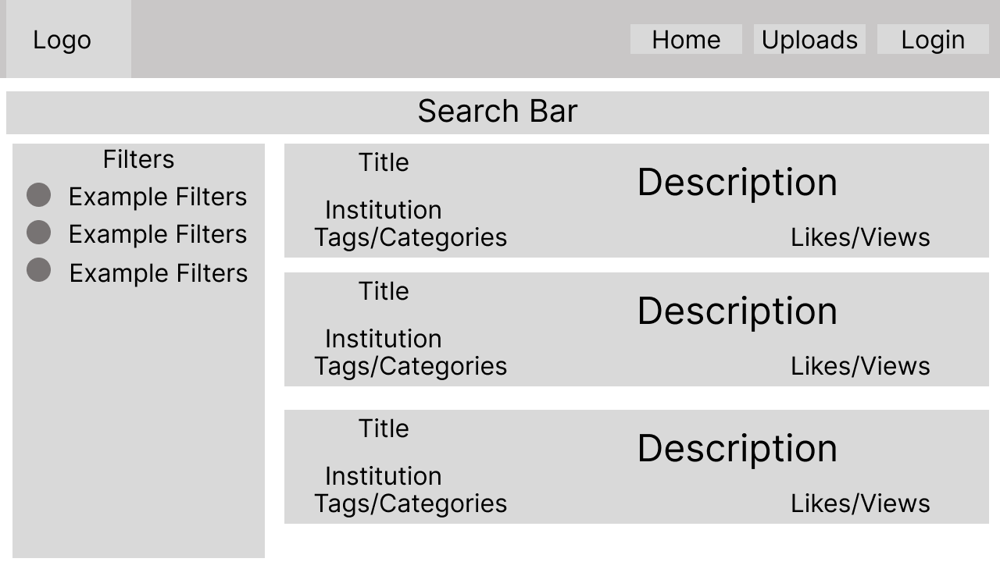 Logo
Home
Uploads
Login
Search Bar
Filters
Example Filters
Example Filters
Example Filters
Title
Description
Institution
Tags/Categories
Likes/Views
Title
Description
Institution
Tags/Categories
Likes/Views
Title
Description
Institution
Tags/Categories
Likes/Views